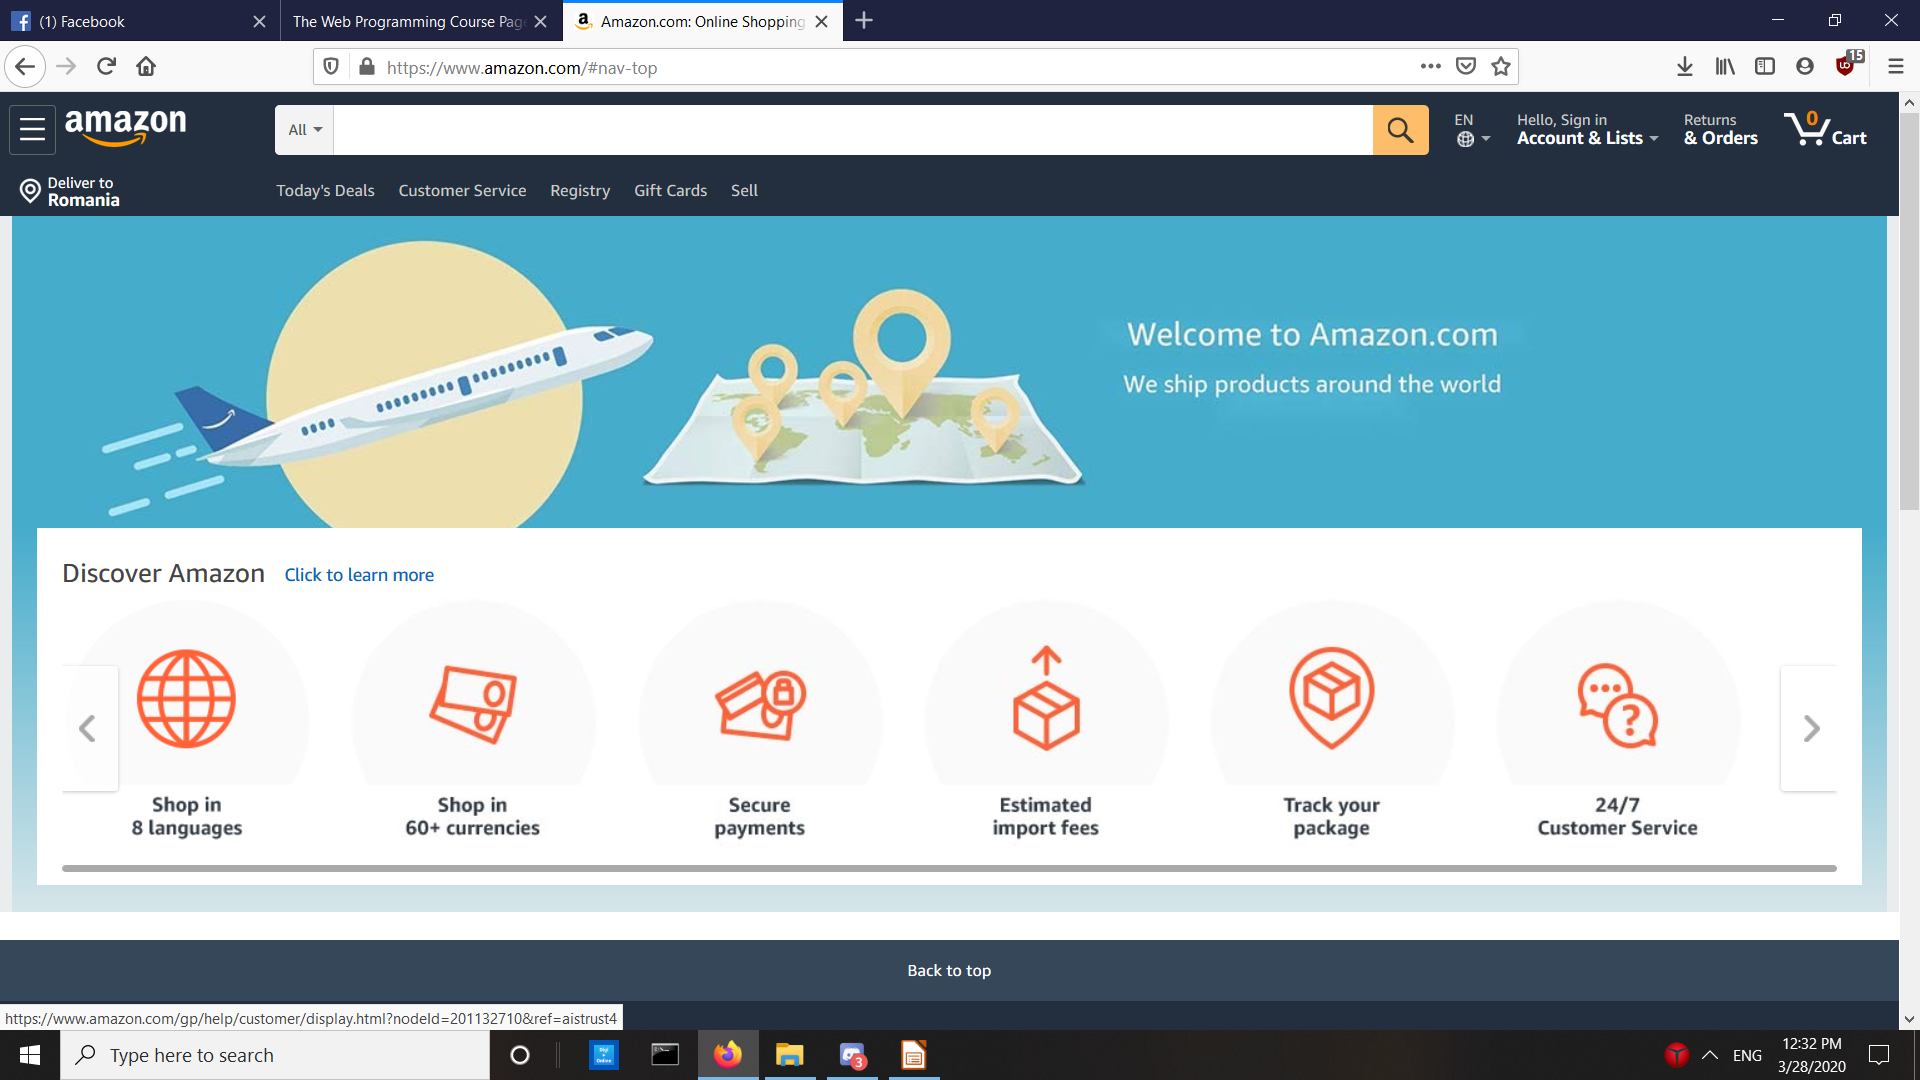 (1) Facebook
The Web Programming Course Pag
Amazon.com: Online Shopping
https://www.amazon.com/#nav-top
15
amazon
All
EN
Hello, Sign in
Account & Lists
Returns
& Orders
0
Cart
Deliver to
Romania
Today's Deals
Customer Service
Registry
Gift Cards
Sell
Welcome to Amazon.com
We ship products around the world
Discover Amazon
Click to learn more
Shop in
8 languages
Shop in
60+ currencies
Secure
payments
Estimated
import fees
Track your
package
24/7
Customer Service
Back to top
https://www.amazon.com/gp/help/customer/display.html?nodeId=201132710&ref=aistrust4
Type here to search
3
ENG
12:32 PM
3/28/2020